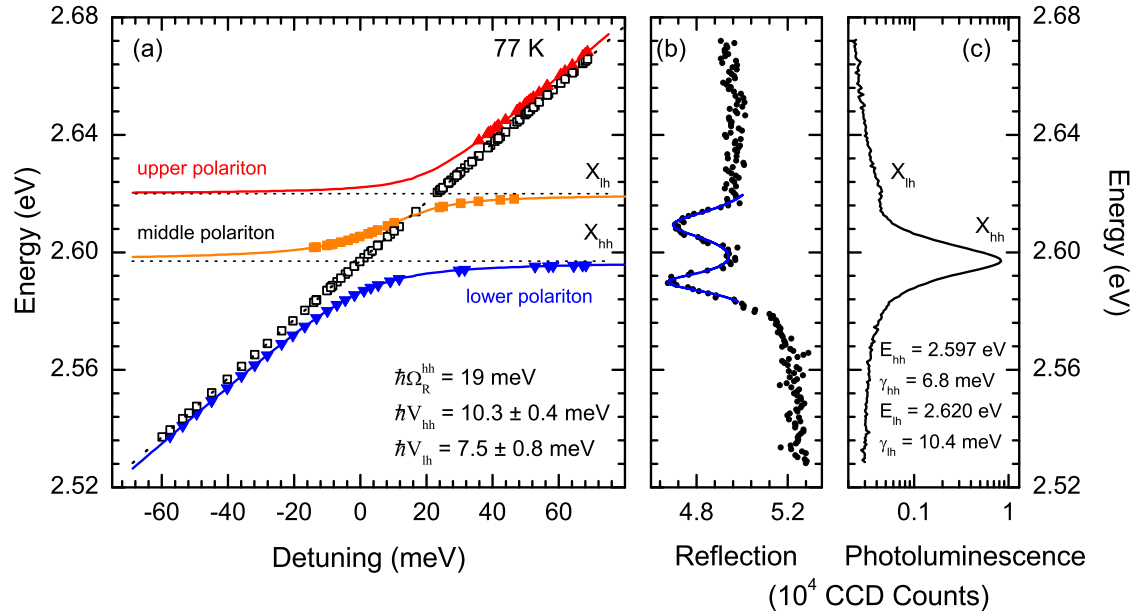 2.68
2.64
2.60
2.56
2.52
Energy (eV)
(a)
77 K
upper polariton
X_lh
middle polariton
X_hh
lower polariton
ℏΩ_R^hh = 19 meV
ℏV_hh = 10.3 ± 0.4 meV
ℏV_lh = 7.5 ± 0.8 meV
-60 -40 -20 0 20 40 60
Detuning (meV)
(b)
4.8 5.2
Reflection
(c)
X_lh
X_hh
E_hh = 2.597 eV
γ_hh = 6.8 meV
E_lh = 2.620 eV
γ_lh = 10.4 meV
0.1 1
Photoluminescence
(10^4 CCD Counts)
2.68
2.64
2.60
2.56
2.52
Energy (eV)